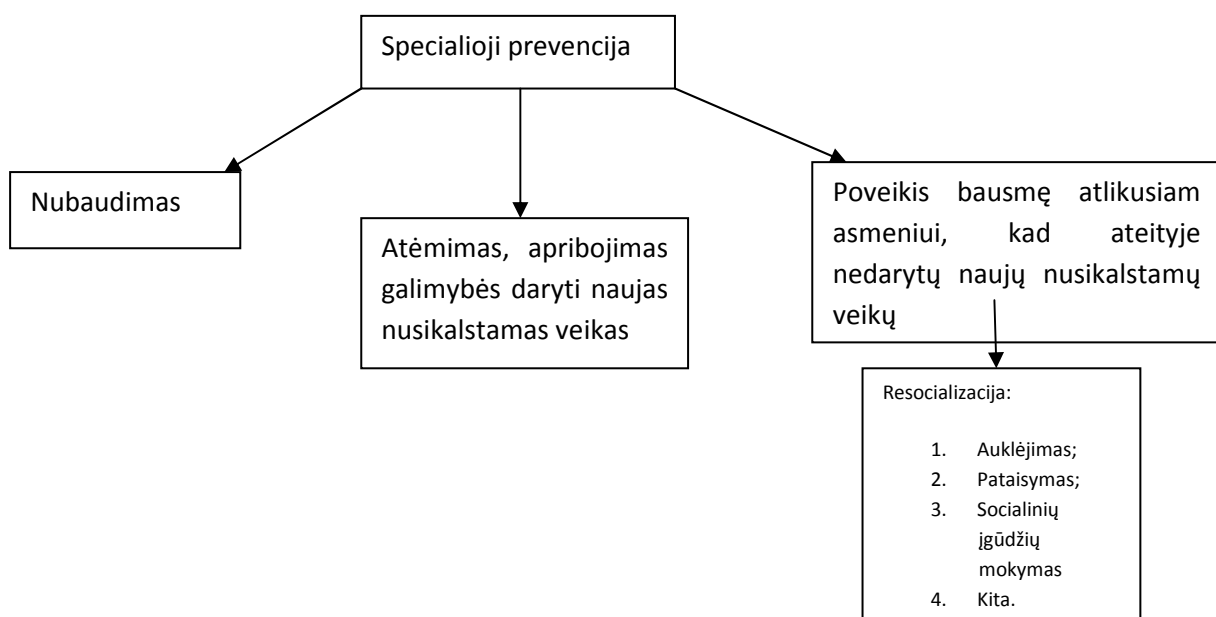 Specialioji prevencija
Nubaudimas
Atėmimas, apribojimas
galimybės daryti naujas
nusikalstamas veikas
Poveikis bausmę atlikusiam
asmeniui, kad ateityje
nedarytų naujų nusikalstamų
veikų
Resocializacija:
1. Auklėjimas;
2. Pataisymas;
3. Socialinių
įgūdžių
mokymas
4. Kita.